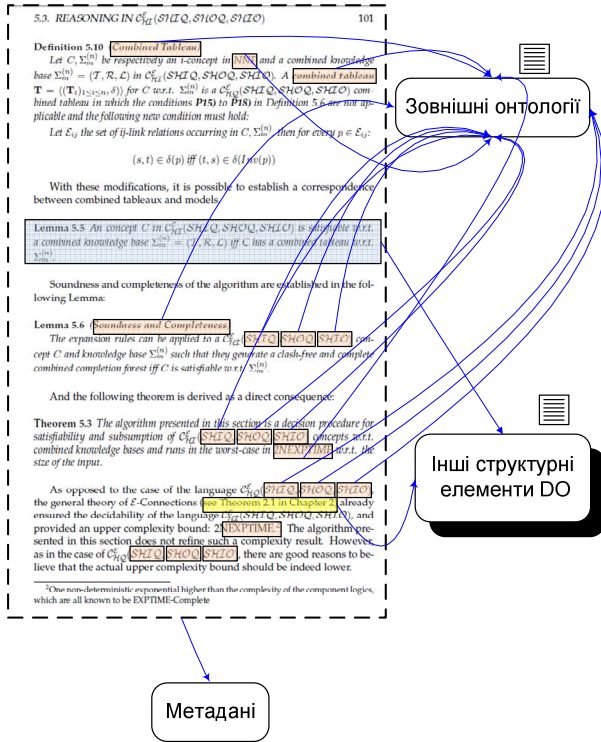 5.3. REASONING IN 𝒞ᴱ_ℋℐ(𝒮ℋℐ𝒬, 𝒮ℋ𝒪𝒬, 𝒮ℋℐ𝒪) 101
Definition 5.10 (Combined Tableau)
Let C, Σ_m^(n) be respectively an i-concept in NNF and a combined knowledge
base Σ_m^(n) = (𝒯, ℛ, ℒ) in 𝒞ᴱ_ℋℐ(𝒮ℋℐ𝒬, 𝒮ℋ𝒪𝒬, 𝒮ℋℐ𝒪). A combined tableau
T = ((T_i)_1≤i≤n, δ)) for C w.r.t. Σ_m^(n) is a 𝒞ᴱ_ℋℐ(𝒮ℋℐ𝒬, 𝒮ℋ𝒪𝒬, 𝒮ℋℐ𝒪) com-
bined tableau in which the conditions P15) to P18) in Definition 5.6 are not ap-
plicable and the following new condition must hold:
Let ℰ_ij the set of ij-link relations occurring in C, Σ_m^(n) then for every p ∈ ℰ_ij:
(s, t) ∈ δ(p) iff (t, s) ∈ δ(Inv(p))
With these modifications, it is possible to establish a correspondence
between combined tableaux and models.
Lemma 5.5 An concept C in 𝒞ᴱ_ℋℐ(𝒮ℋℐ𝒬, 𝒮ℋ𝒪𝒬, 𝒮ℋℐ𝒪) is satisfiable w.r.t.
a combined knowledge base Σ_m^(n) = (𝒯, ℛ, ℒ) iff C has a combined tableau w.r.t.
Σ_m^(n).
Soundness and completeness of the algorithm are established in the fol-
lowing Lemma:
Lemma 5.6 (Soundness and Completeness)
The expansion rules can be applied to a 𝒞ᴱ_ℋℐ(𝒮ℋℐ𝒬, 𝒮ℋ𝒪𝒬, 𝒮ℋℐ𝒪) con-
cept C and knowledge base Σ_m^(n) such that they generate a clash-free and complete
combined completion forest iff C is satisfiable w.r.t. Σ_m^(n).
And the following theorem is derived as a direct consequence:
Theorem 5.3 The algorithm presented in this section is a decision procedure for
satisfiability and subsumption of 𝒞ᴱ_ℋℐ(𝒮ℋℐ𝒬, 𝒮ℋ𝒪𝒬, 𝒮ℋℐ𝒪) concepts w.r.t.
combined knowledge bases and runs in the worst-case in 2NEXPTIME w.r.t. the
size of the input.
As opposed to the case of the language 𝒞ᴱ_ℋ𝒬(𝒮ℋℐ𝒬, 𝒮ℋ𝒪𝒬, 𝒮ℋℐ𝒪),
the general theory of ℰ-Connections (see Theorem 2.1 in Chapter 2) already
ensured the decidability of the language 𝒞ᴱ_ℋℐ(𝒮ℋℐ𝒬, 𝒮ℋ𝒪𝒬, 𝒮ℋℐ𝒪), and
provided an upper complexity bound: 2NEXPTIME.² The algorithm pre-
sented in this section does not refine such a complexity result. However,
as in the case of 𝒞ᴱ_ℋ𝒬(𝒮ℋℐ𝒬, 𝒮ℋ𝒪𝒬, 𝒮ℋℐ𝒪), there are good reasons to be-
lieve that the actual upper complexity bound should be indeed lower.
²One non-deterministic exponential higher than the complexity of the component logics,
which are all known to be EXPTIME-Complete
Зовнішні онтології
Інші структурні
елементи DO
Метадані